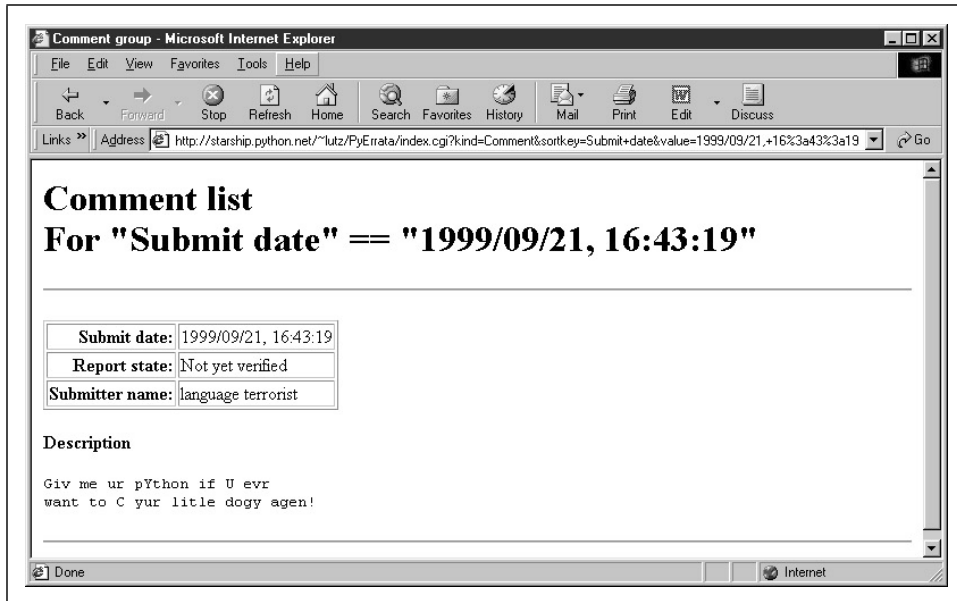 Comment group - Microsoft Internet Explorer
File Edit View Favorites Tools Help
Back Forward Stop Refresh Home Search Favorites History Mail Print Edit Discuss
Links » Address http://starship.python.net/~lutz/PyErrata/index.cgi?kind=Comment&sortkey=Submit+date&value=1999/09/21,+16%3a43%3a19 Go
Comment list
For "Submit date" == "1999/09/21, 16:43:19"
Submit date: 1999/09/21, 16:43:19
Report state: Not yet verified
Submitter name: language terrorist
Description
Giv me ur pYthon if U evr
want to C yur litle dogy agen!
Done Internet